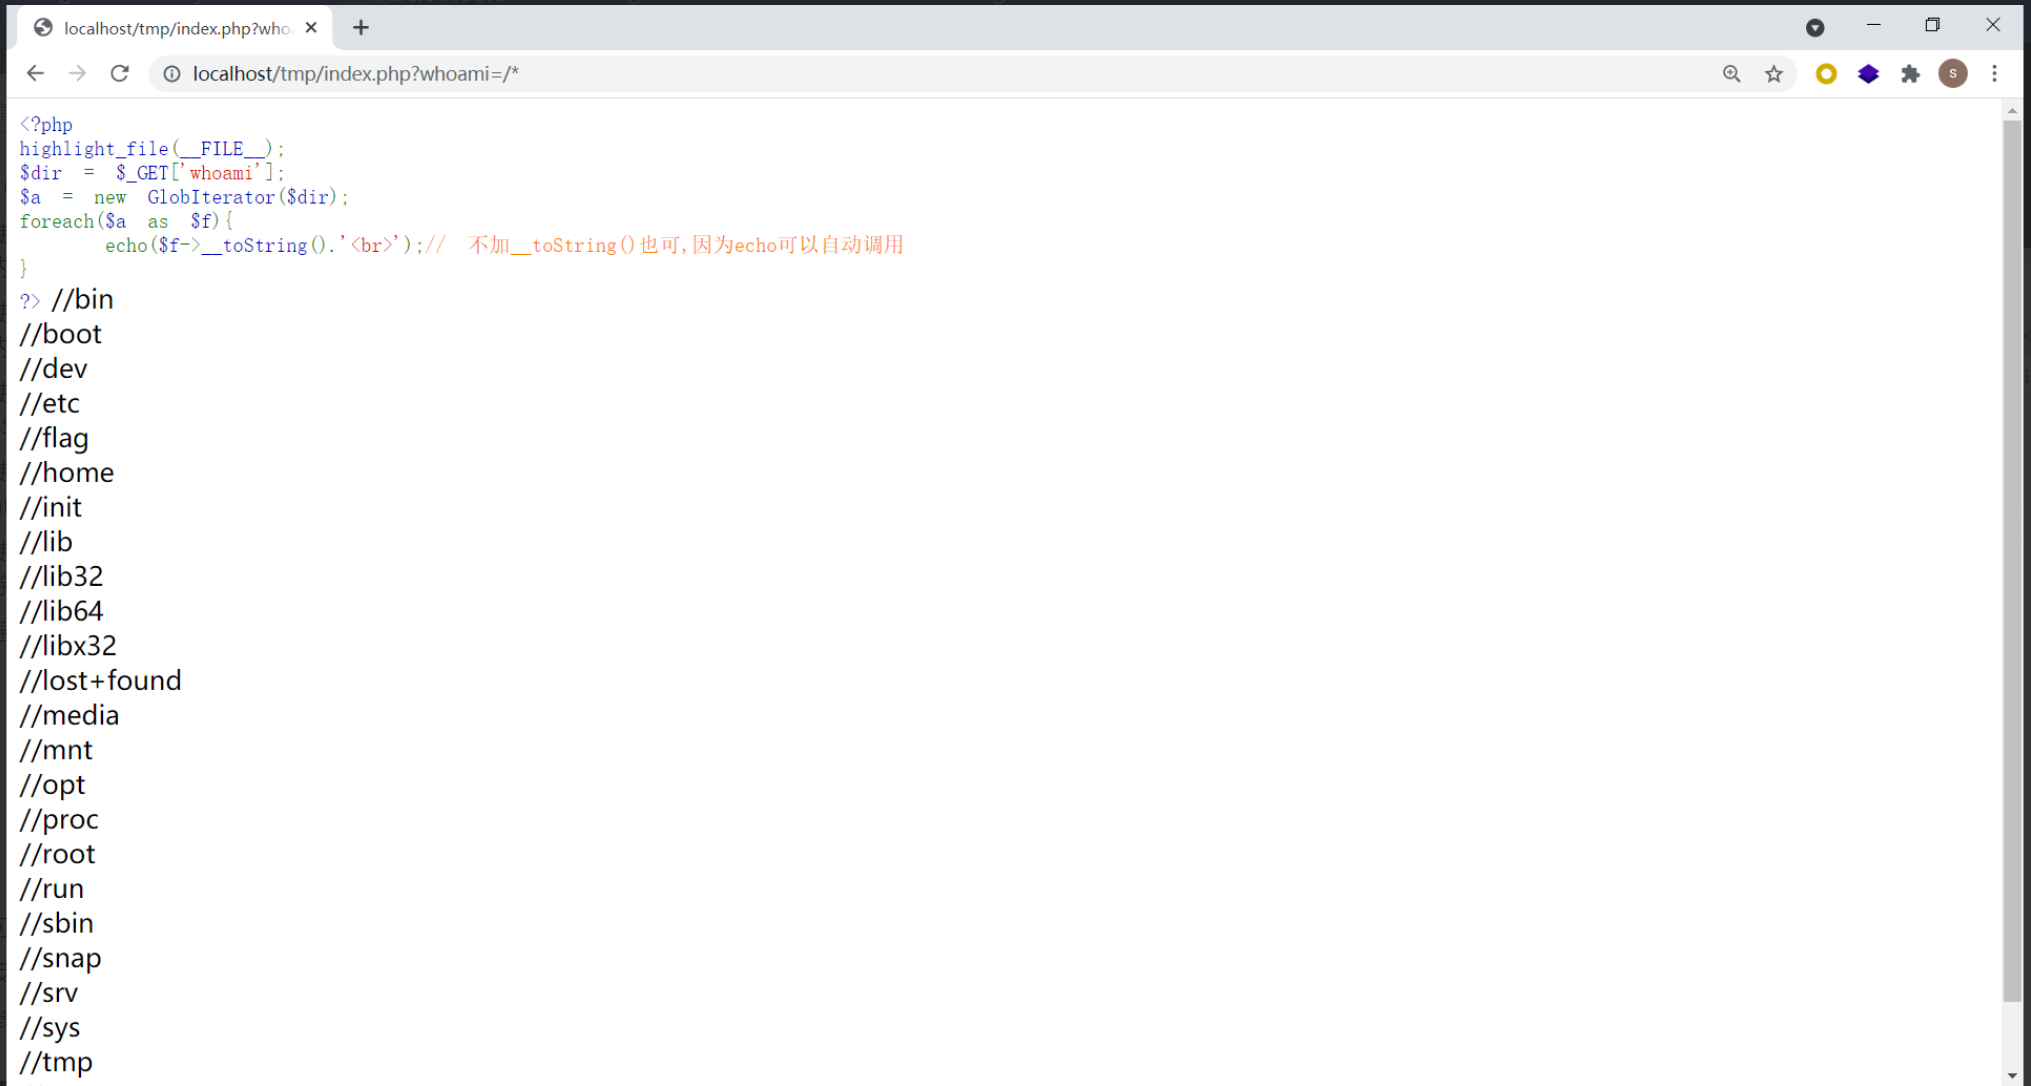 localhost/tmp/index.php?who
localhost/tmp/index.php?whoami=/*
S
<?php
highlight_file(__FILE__);
$dir = $_GET['whoami'];
$a = new GlobIterator($dir);
foreach($a as $f){
echo($f->__toString().'<br>');// 不加__toString()也可,因为echo可以自动调用
}
?> //bin
//boot
//dev
//etc
//flag
//home
//init
//lib
//lib32
//lib64
//libx32
//lost+found
//media
//mnt
//opt
//proc
//root
//run
//sbin
//snap
//srv
//sys
//tmp